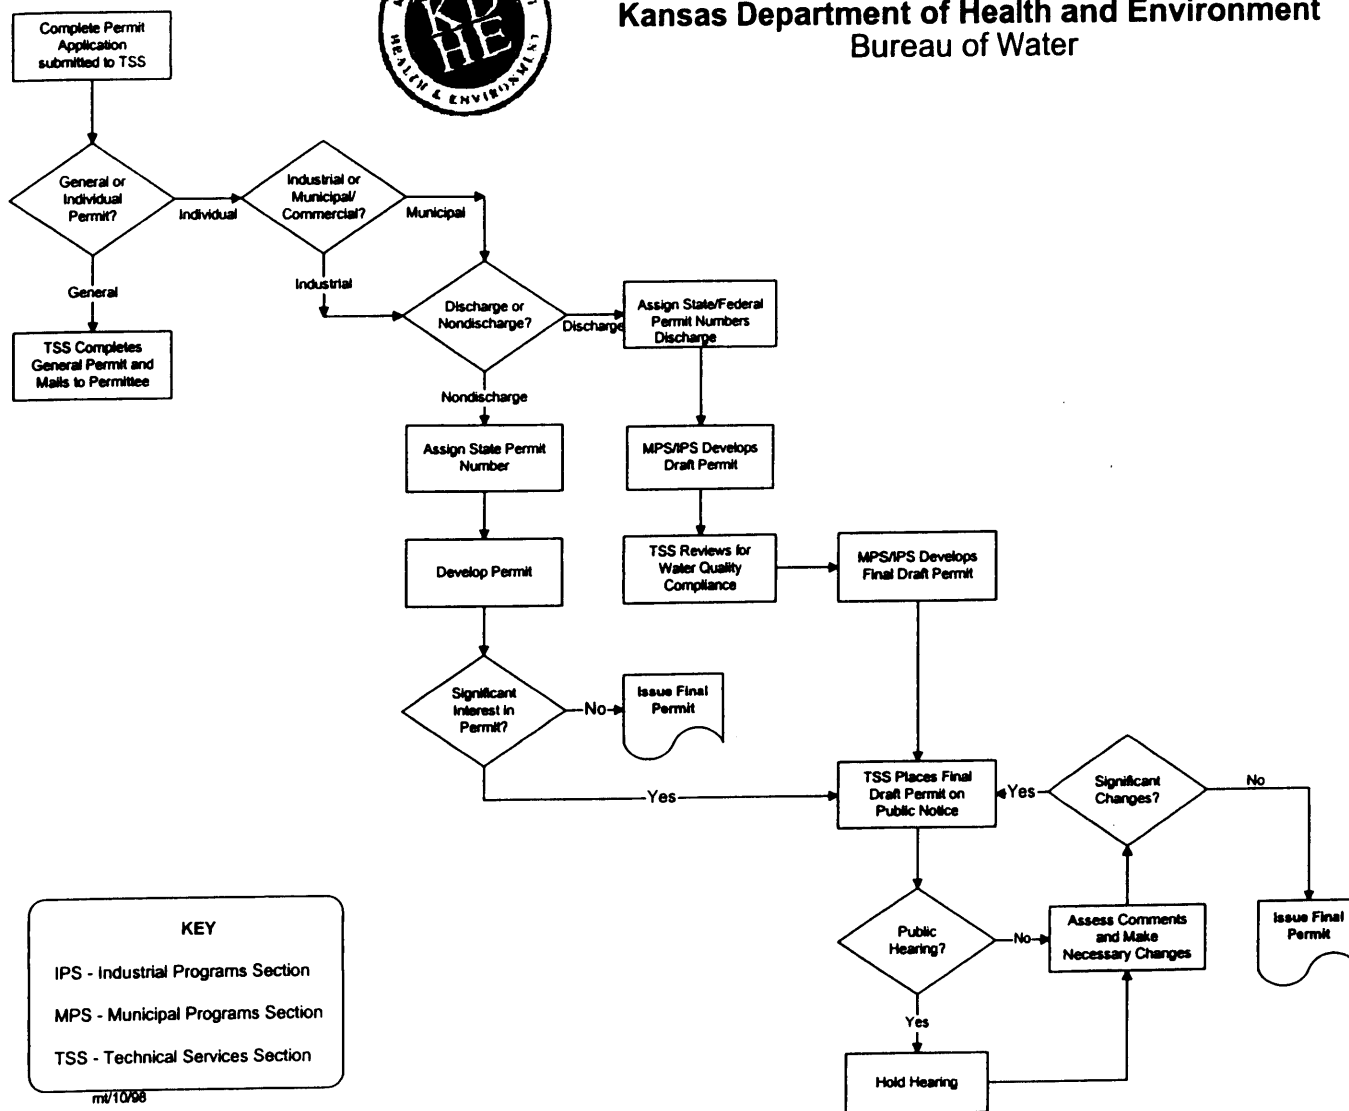 Kansas Department of Health and Environment
Bureau of Water
KD
HE
HEALTH & ENVIRONMENT
Complete Permit
Application
submitted to TSS
General or
Individual
Permit?
Individual
Industrial or
Municipal/
Commercial?
Municipal
General
Industrial
TSS Completes
General Permit and
Mails to Permittee
Discharge or
Nondischarge?
Discharge
Assign State/Federal
Permit Numbers
Discharge
Nondischarge
Assign State Permit
Number
MPS/IPS Develops
Draft Permit
Develop Permit
TSS Reviews for
Water Quality
Compliance
MPS/IPS Develops
Final Draft Permit
Significant
Interest in
Permit?
No
Issue Final
Permit
Yes
TSS Places Final
Draft Permit on
Public Notice
Yes
Significant
Changes?
No
Public
Hearing?
No
Assess Comments
and Make
Necessary Changes
Issue Final
Permit
Yes
Hold Hearing
KEY
IPS - Industrial Programs Section
MPS - Municipal Programs Section
TSS - Technical Services Section
mt/10/98